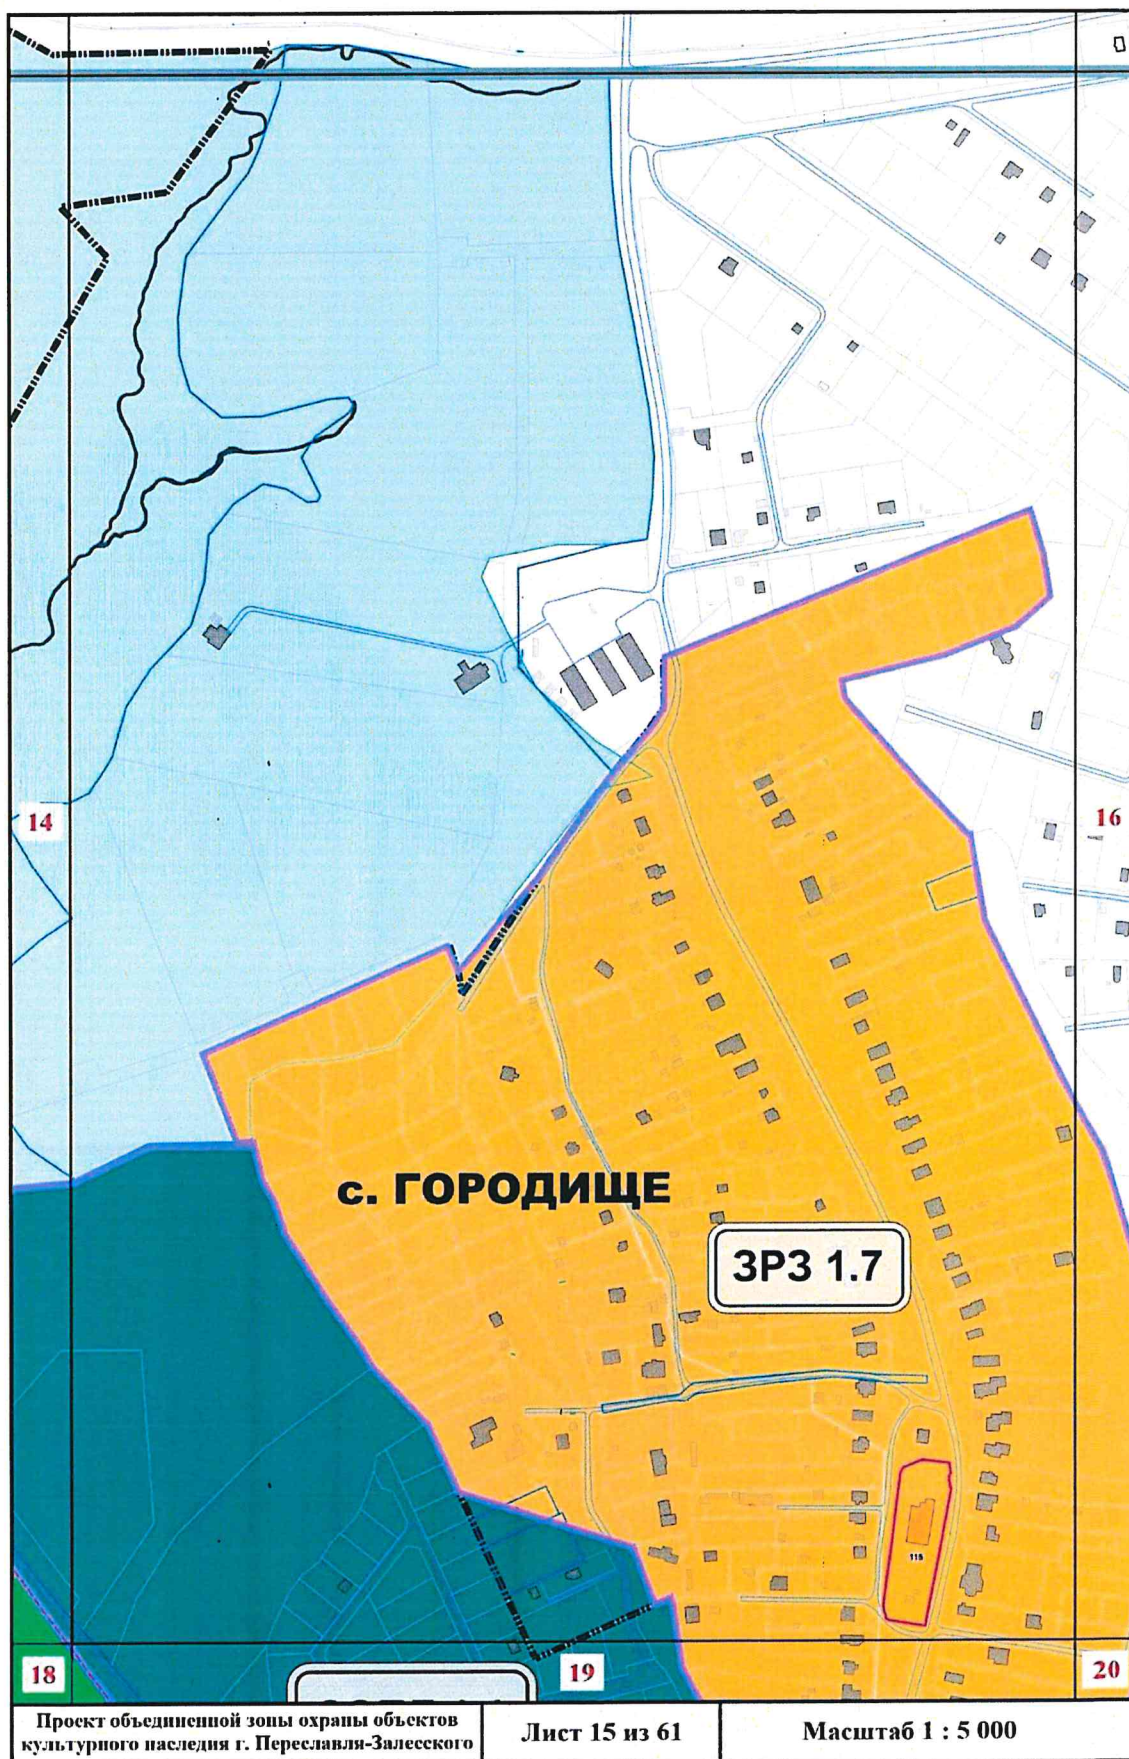 14
16
с. ГОРОДИЩЕ
ЗРЗ 1.7
115
18
19
20
Проект объединенной зоны охраны объектов
культурного наследия г. Переславля-Залесского
Лист 15 из 61
Масштаб 1 : 5 000